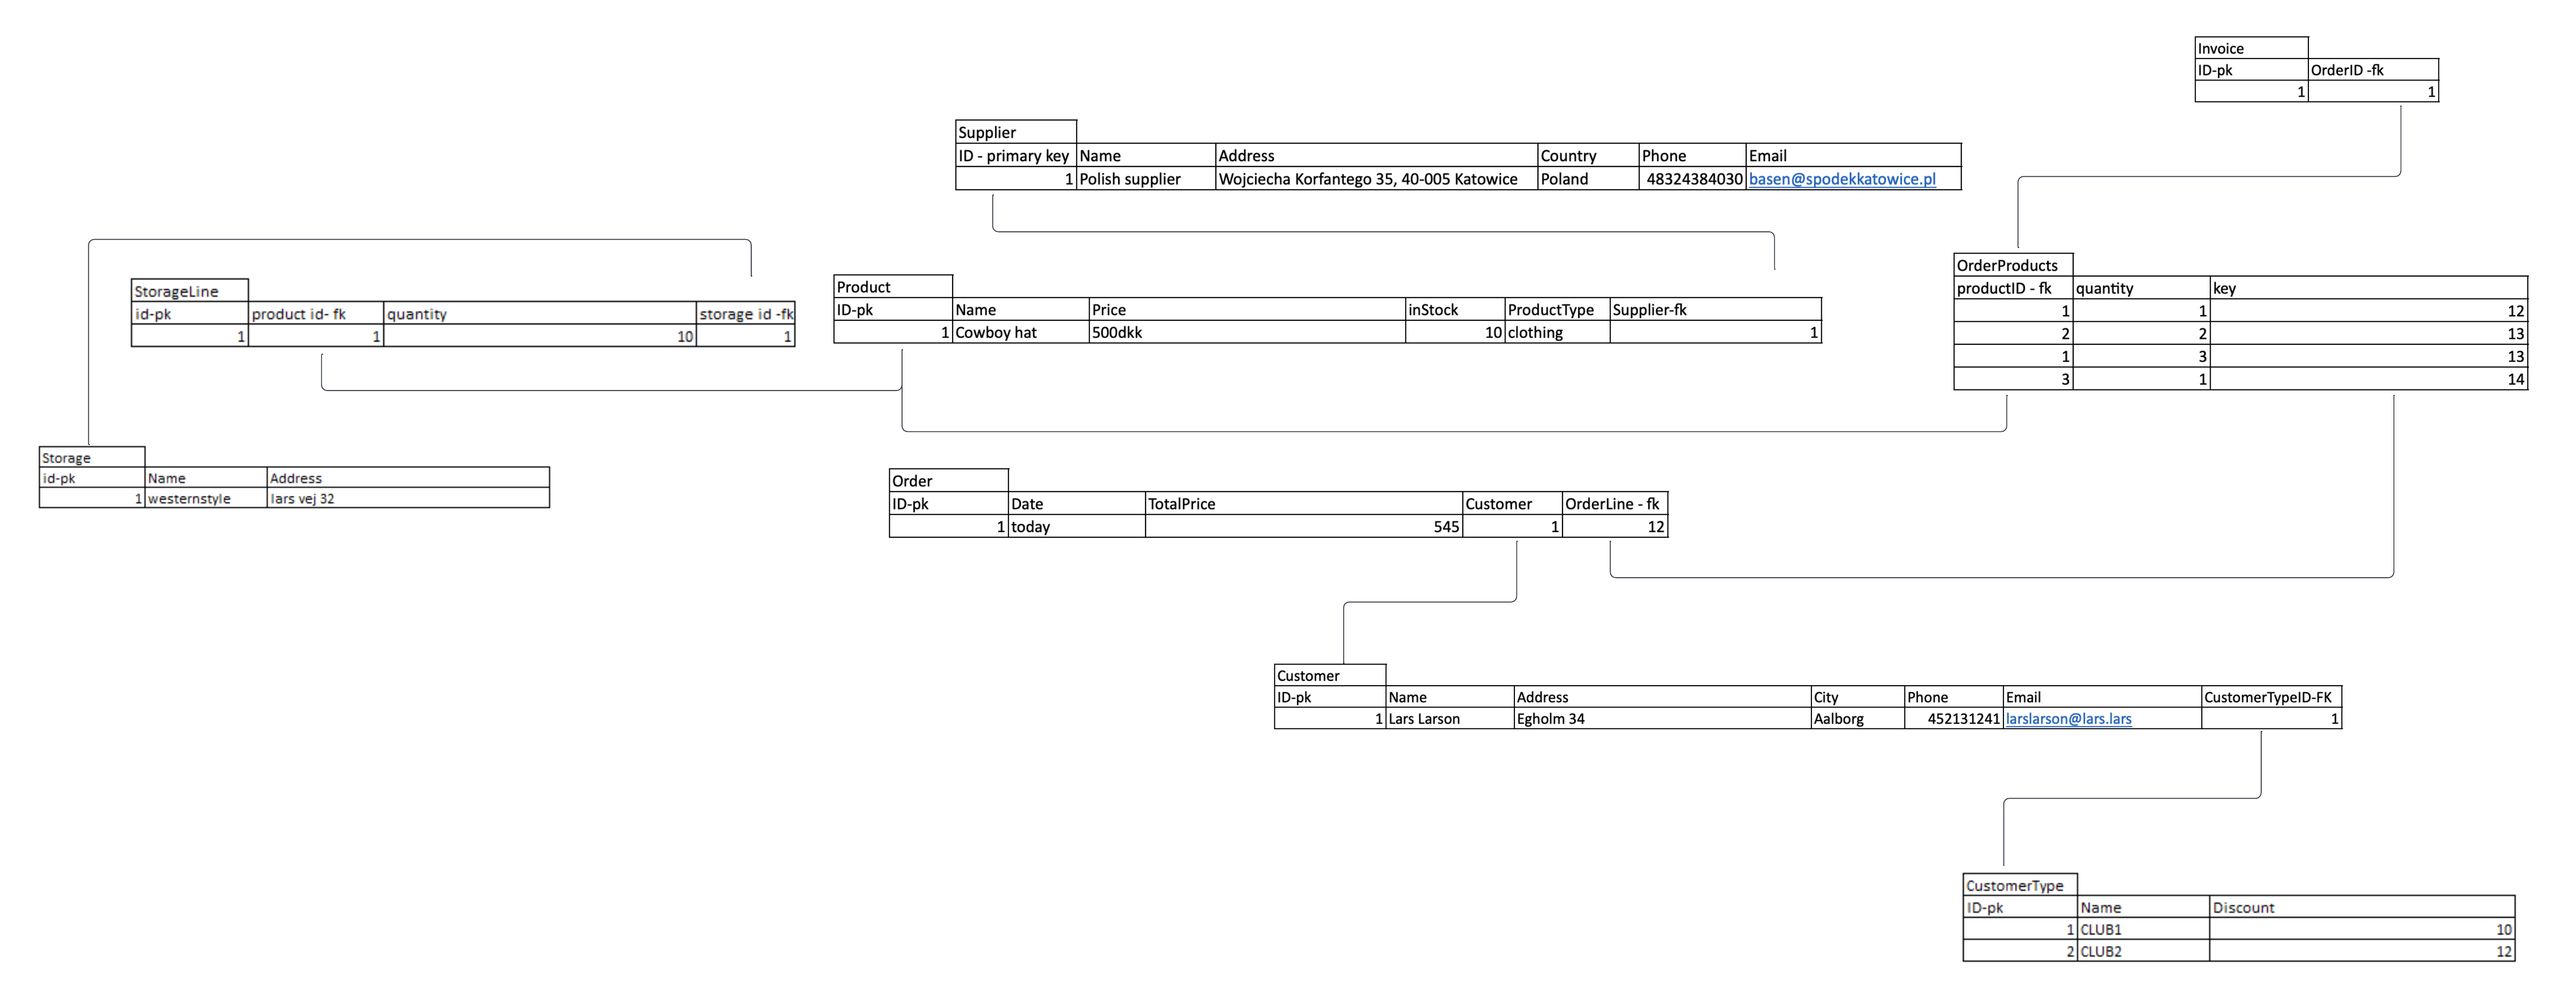 Invoice
ID-pk OrderID -fk
1 1
Supplier
ID - primary key Name Address Country Phone Email
1 Polish supplier Wojciecha Korfantego 35, 40-005 Katowice Poland 48324384030 basen@spodekkatowice.pl
StorageLine
id-pk product id- fk quantity storage id -fk
1 1 10 1
Product
ID-pk Name Price inStock ProductType Supplier-fk
1 Cowboy hat 500dkk 10 clothing 1
OrderProducts
productID - fk quantity key
1 1 12
2 2 13
1 3 13
3 1 14
Storage
id-pk Name Address
1 westernstyle lars vej 32
Order
ID-pk Date TotalPrice Customer OrderLine - fk
1 today 545 1 12
Customer
ID-pk Name Address City Phone Email CustomerTypeID-FK
1 Lars Larson Egholm 34 Aalborg 452131241 larslarson@lars.lars 1
CustomerType
ID-pk Name Discount
1 CLUB1 10
2 CLUB2 12